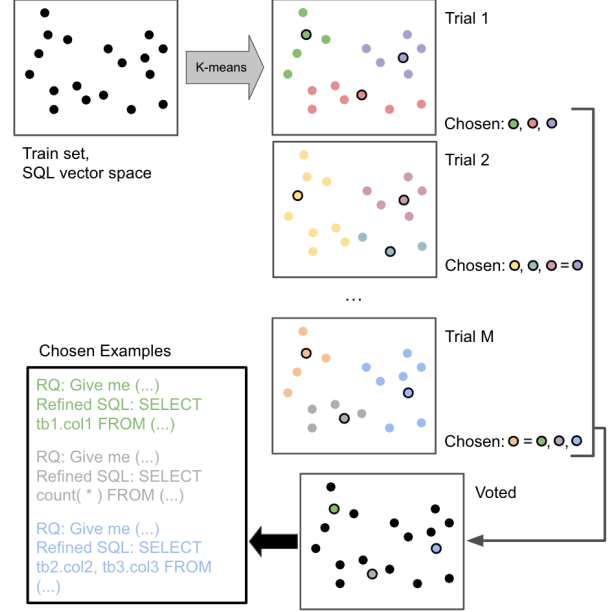 Trial 1
K-means
Chosen: , ,
Train set,
SQL vector space
Trial 2
Chosen: , , =
...
Trial M
Chosen: = , ,
Chosen Examples
RQ: Give me (...)
Refined SQL: SELECT
tb1.col1 FROM (...)
RQ: Give me (...)
Refined SQL: SELECT
count( * ) FROM (...)
RQ: Give me (...)
Refined SQL: SELECT
tb2.col2, tb3.col3 FROM
(...)
Voted